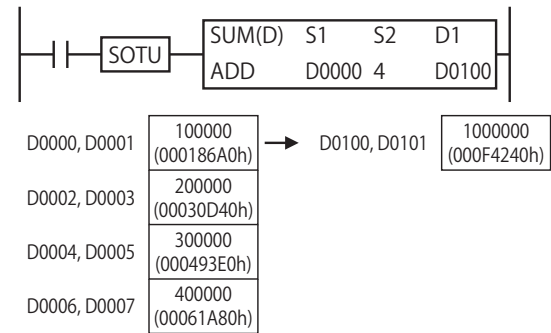 SOTU
SUM(D) S1 S2 D1
ADD D0000 4 D0100
D0000, D0001 100000 (000186A0h) D0100, D0101 1000000 (000F4240h)
D0002, D0003 200000 (00030D40h)
D0004, D0005 300000 (000493E0h)
D0006, D0007 400000 (00061A80h)